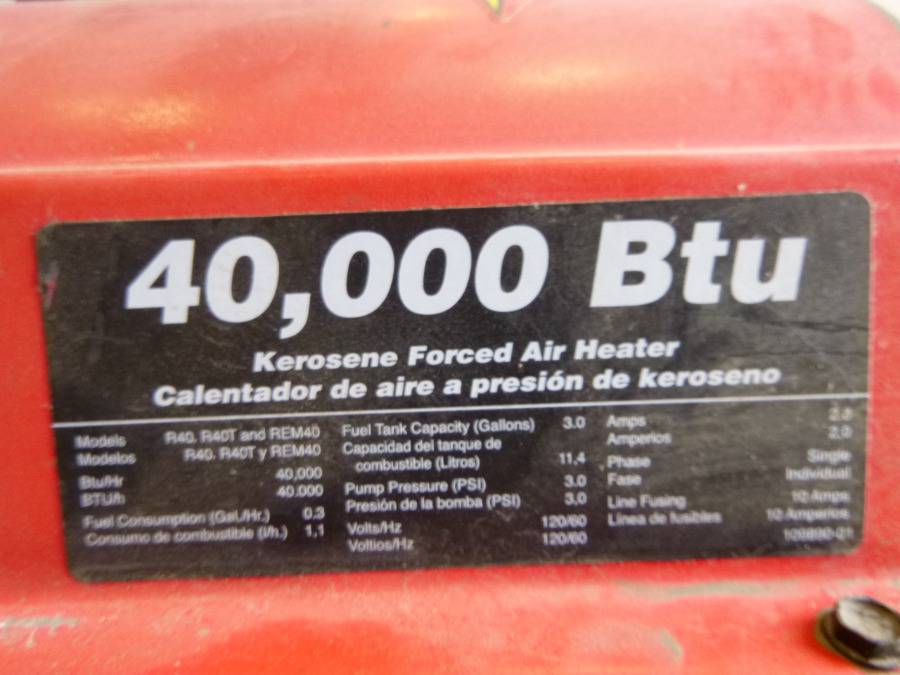 40,000 Btu
Kerosene Forced Air Heater
Calentador de aire a presión de keroseno
Models R40, R40T and REM40
Modelos R40, R40T y REM40
Btu/Hr 40,000
BTU/h 40.000
Fuel Consumption (Gal./Hr.) 0.3
Consumo de combustible (l/h.) 1,1
Fuel Tank Capacity (Gallons) 3.0
Capacidad del tanque de
combustible (Litros) 11,4
Pump Pressure (PSI) 3.0
Presión de la bomba (PSI) 3,0
Volts/Hz 120/60
Voltios/Hz 120/60
Amps
Amperios 2,0
Phase Single
Fase Individual
Line Fusing 10 Amps
Línea de fusibles 10 Amperios